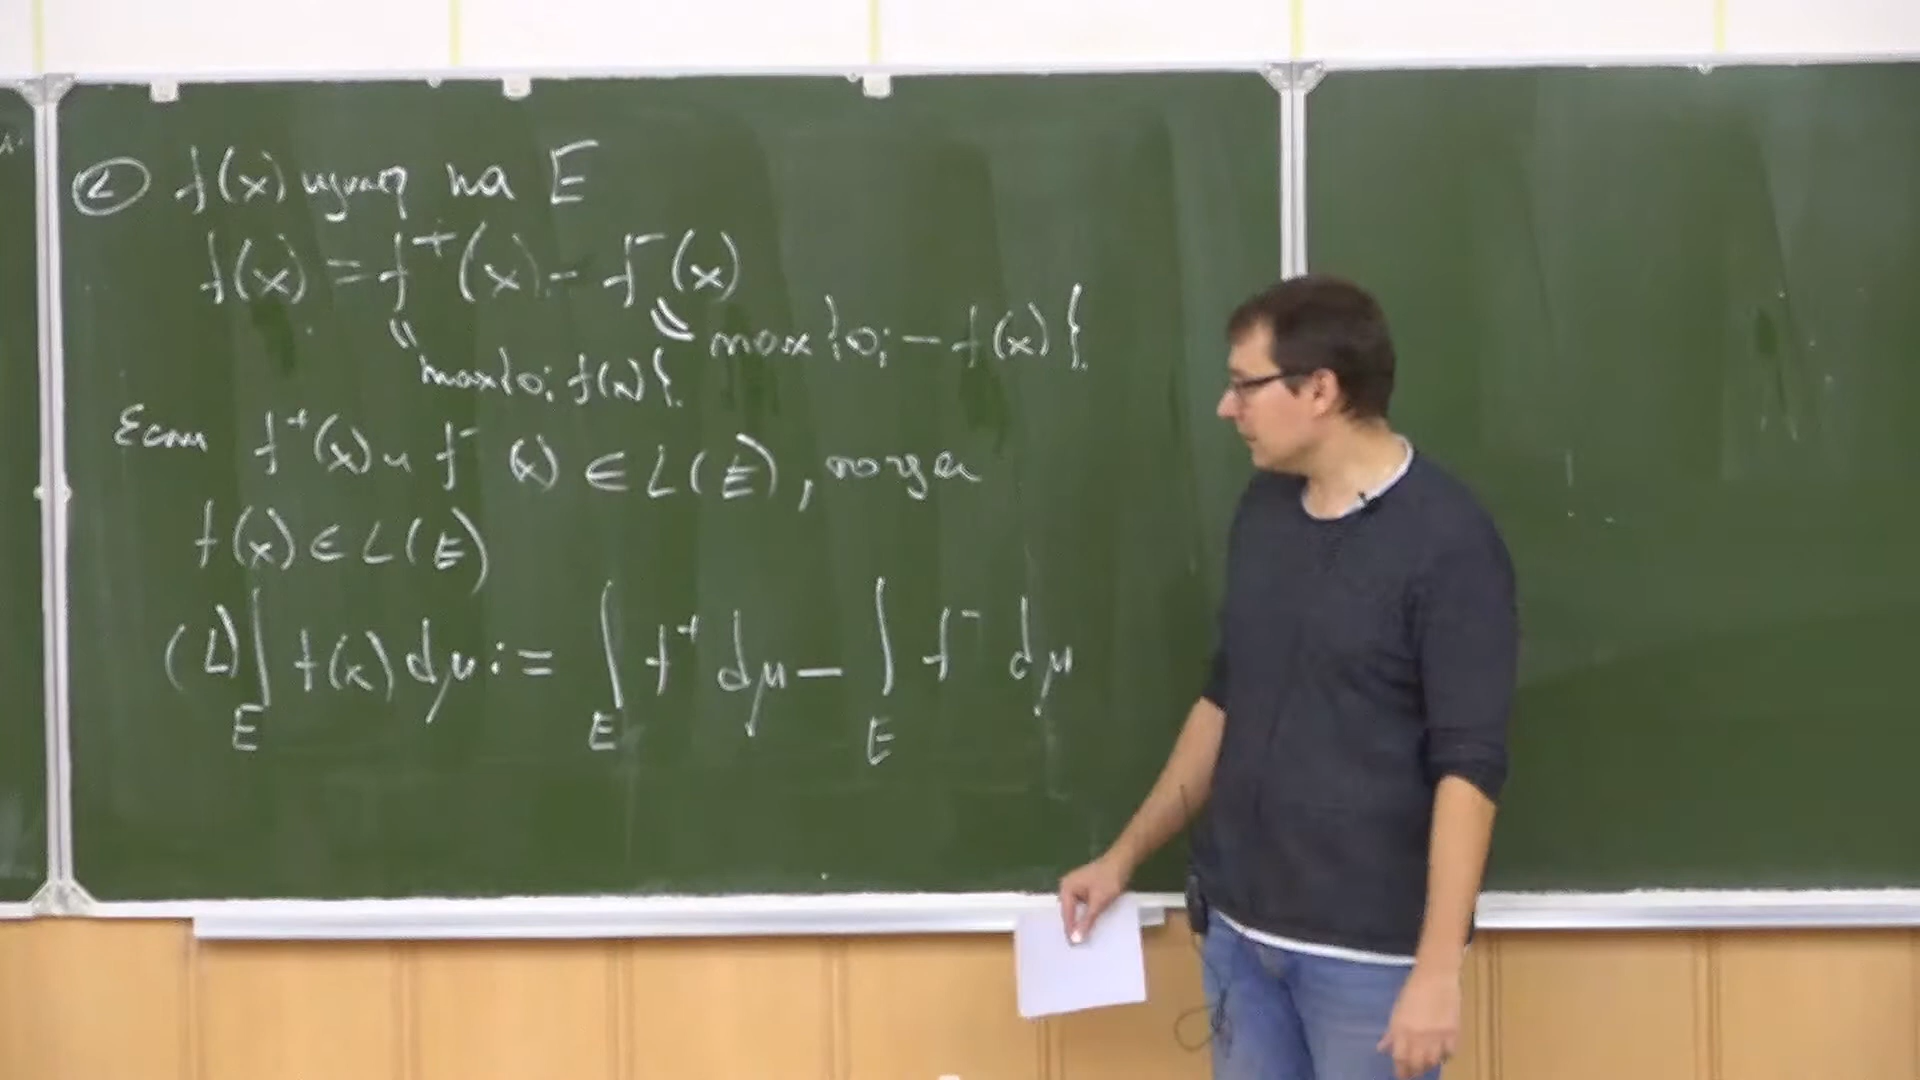 ② f(x) измер на E
f(x) = f⁺(x) - f⁻(x)
" max{0; f(x)}.
" max{0; -f(x)}.
Если f⁺(x) и f⁻(x) ∈ L(E), тогда
f(x) ∈ L(E)
(L)∫_E f(x) dμ := ∫_E f⁺ dμ - ∫_E f⁻ dμ